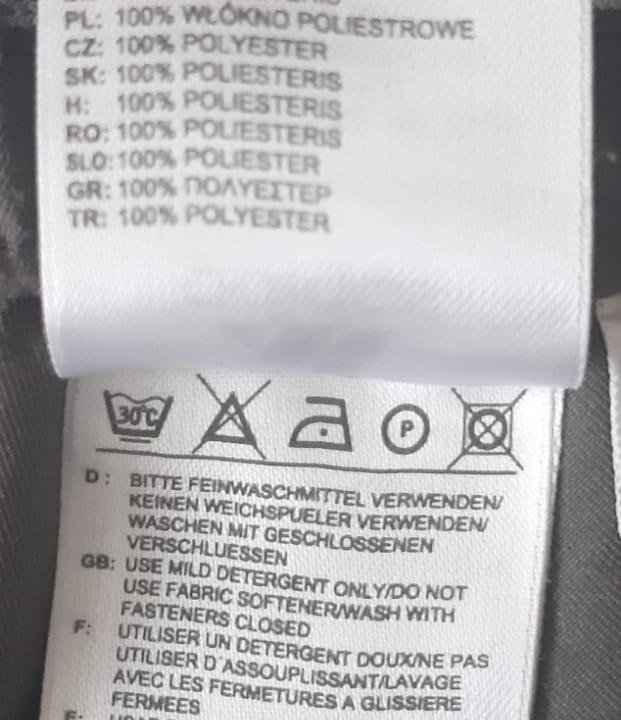 PL: 100% WŁÓKNO POLIESTROWE
CZ: 100% POLYESTER
SK: 100% POLIESTERIS
H: 100% POLIESTERIS
RO: 100% POLIESTERIS
SLO: 100% POLIESTER
GR: 100% ΠΟΛΥΕΣΤΕΡ
TR: 100% POLYESTER
30°C
P
D: BITTE FEINWASCHMITTEL VERWENDEN/
KEINEN WEICHSPUELER VERWENDEN/
WASCHEN MIT GESCHLOSSENEN
VERSCHLUESSEN
GB: USE MILD DETERGENT ONLY/DO NOT
USE FABRIC SOFTENER/WASH WITH
FASTENERS CLOSED
F: UTILISER UN DETERGENT DOUX/NE PAS
UTILISER D'ASSOUPLISSANT/LAVAGE
AVEC LES FERMETURES A GLISSIERE
FERMEES